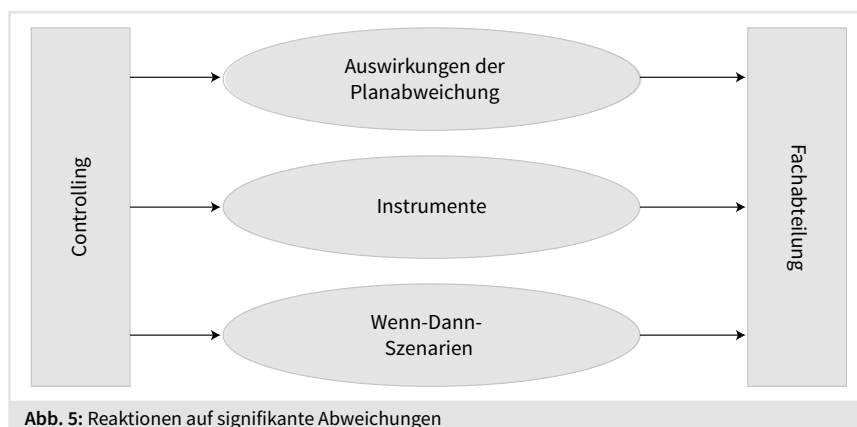 Controlling
Auswirkungen der
Planabweichung
Instrumente
Wenn-Dann-
Szenarien
Fachabteilung
Abb. 5: Reaktionen auf signifikante Abweichungen